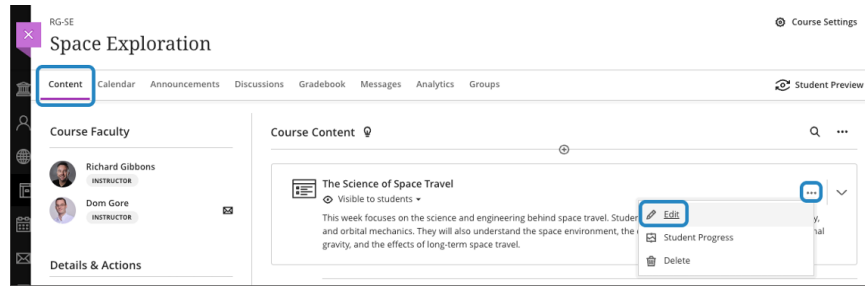 RG-SE
Course Settings
Space Exploration
Content Calendar Announcements Discussions Gradebook Messages Analytics Groups
Student Preview
Course Faculty
Richard Gibbons
INSTRUCTOR
Dom Gore
INSTRUCTOR
Details & Actions
Course Content
The Science of Space Travel
Visible to students
This week focuses on the science and engineering behind space travel. Studen y,
and orbital mechanics. They will also understand the space environment, the nal
gravity, and the effects of long-term space travel.
Edit
Student Progress
Delete